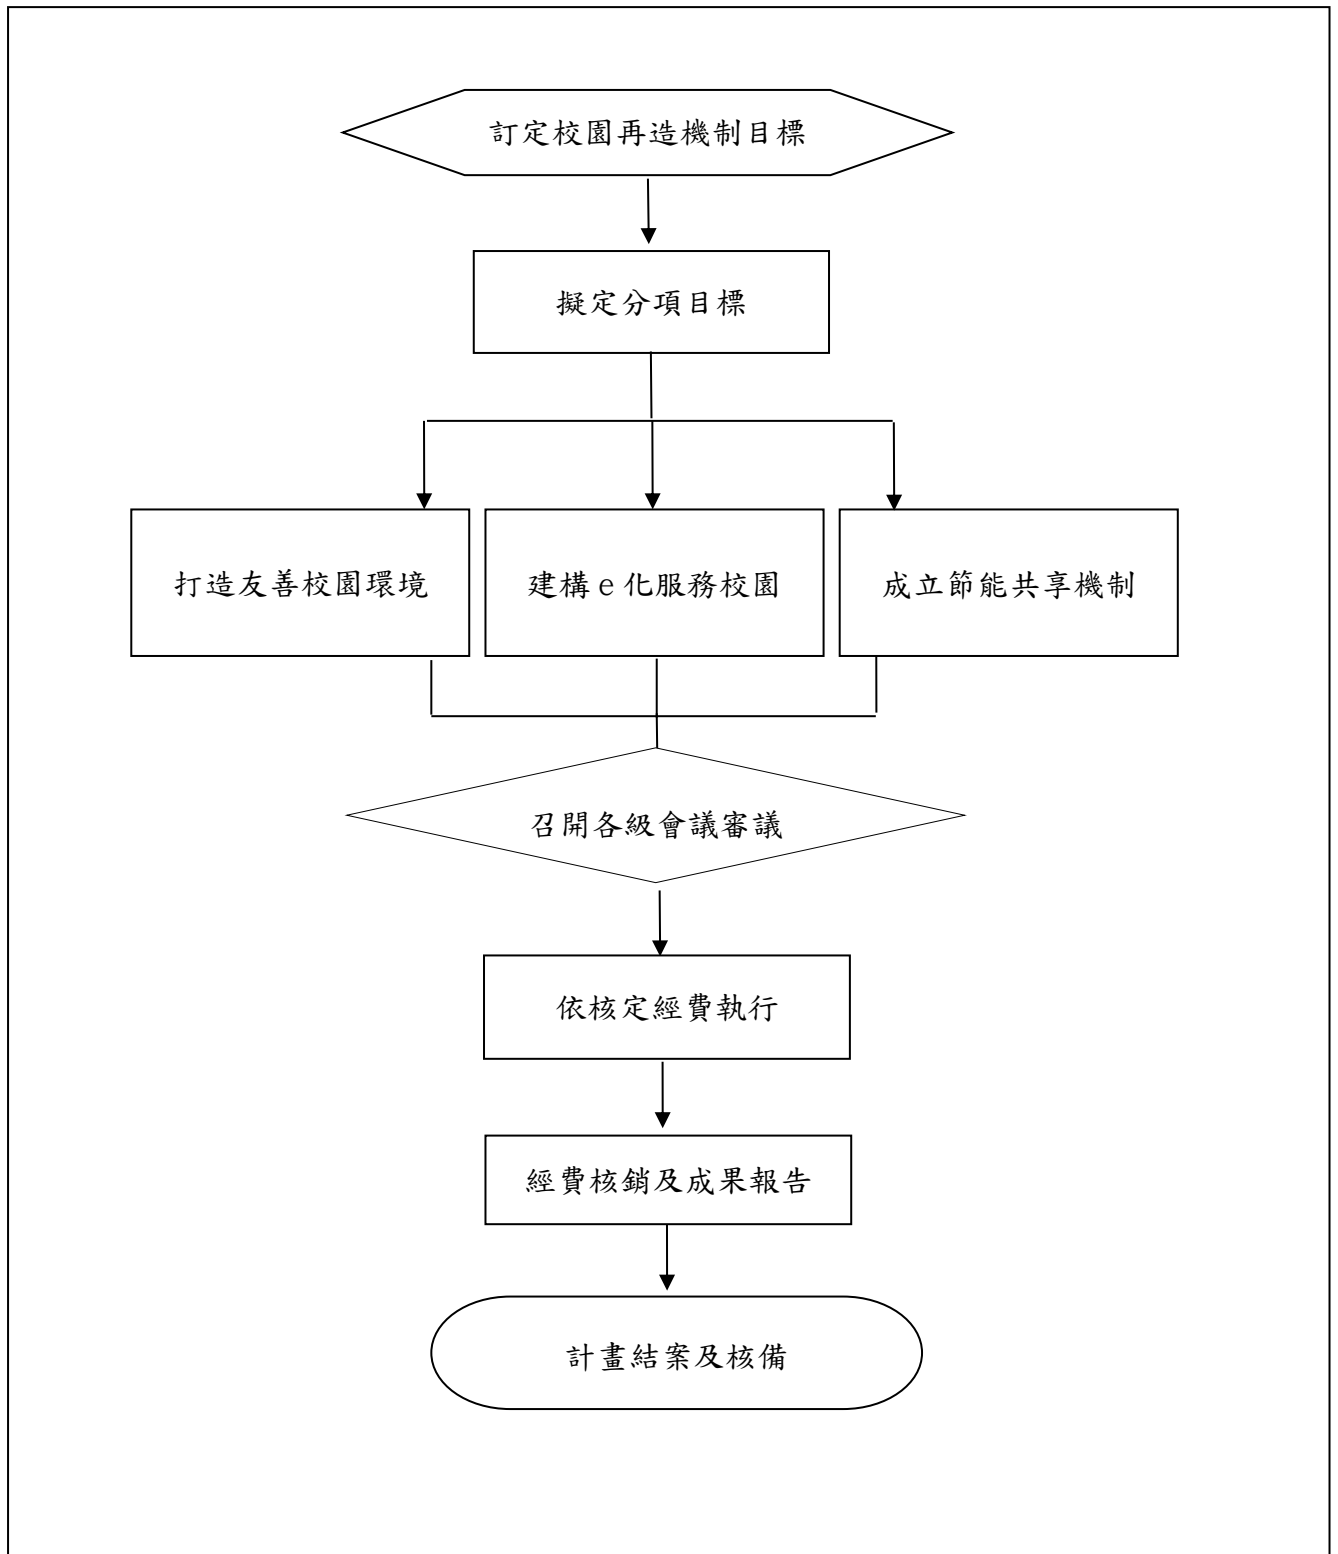 訂定校園再造機制目標
擬定分項目標
打造友善校園環境
建構e化服務校園
成立節能共享機制
召開各級會議審議
依核定經費執行
經費核銷及成果報告
計畫結案及核備